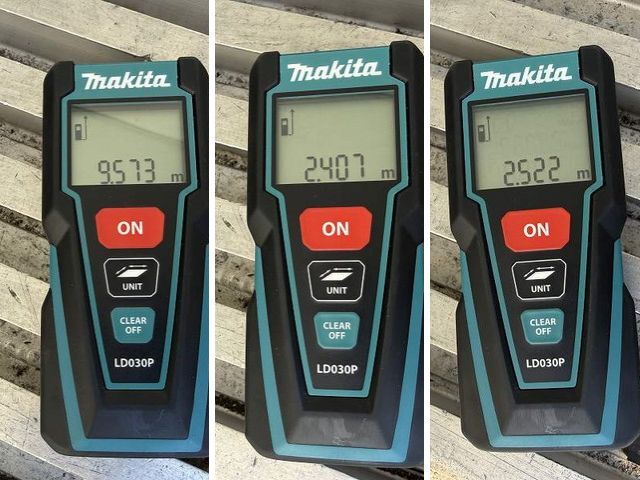 makita
9.573 m
ON
UNIT
CLEAR
OFF
LD030P
makita
2.407 m
ON
UNIT
CLEAR
OFF
LD030P
makita
2.522 m
ON
UNIT
CLEAR
OFF
LD030P